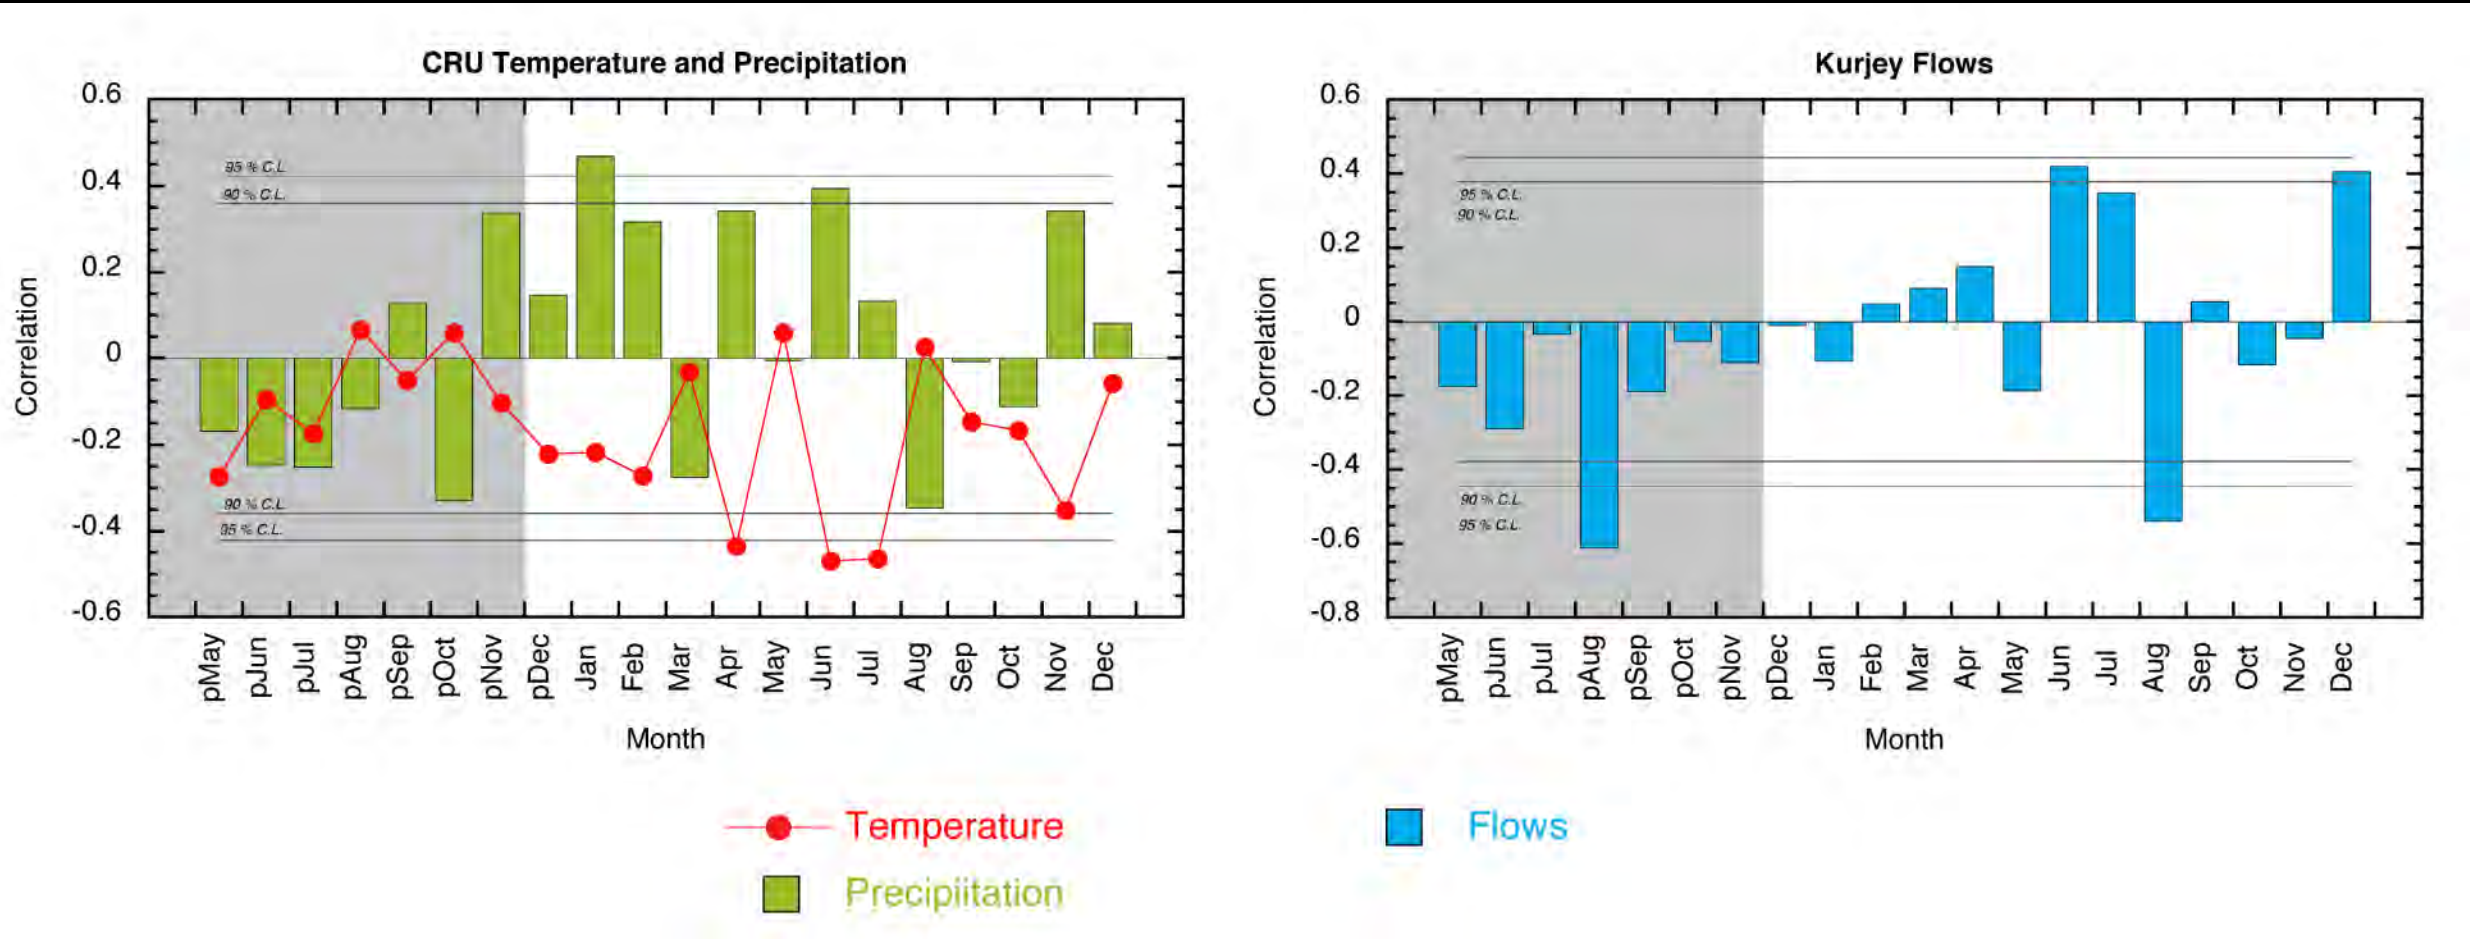 CRU Temperature and Precipitation
0.6
0.4
0.2
0
-0.2
-0.4
-0.6
Correlation
95 % C.L.
90 % C.L.
90 % C.L.
95 % C.L.
pMay
pJun
pJul
pAug
pSep
pOct
pNov
pDec
Jan
Feb
Mar
Apr
May
Jun
Jul
Aug
Sep
Oct
Nov
Dec
Month
Kurjey Flows
0.6
0.4
0.2
0
-0.2
-0.4
-0.6
-0.8
Correlation
95 % C.L.
90 % C.L.
90 % C.L.
95 % C.L.
pMay
pJun
pJul
pAug
pSep
pOct
pNov
pDec
Jan
Feb
Mar
Apr
May
Jun
Jul
Aug
Sep
Oct
Nov
Dec
Month
Temperature
Precipiitation
Flows